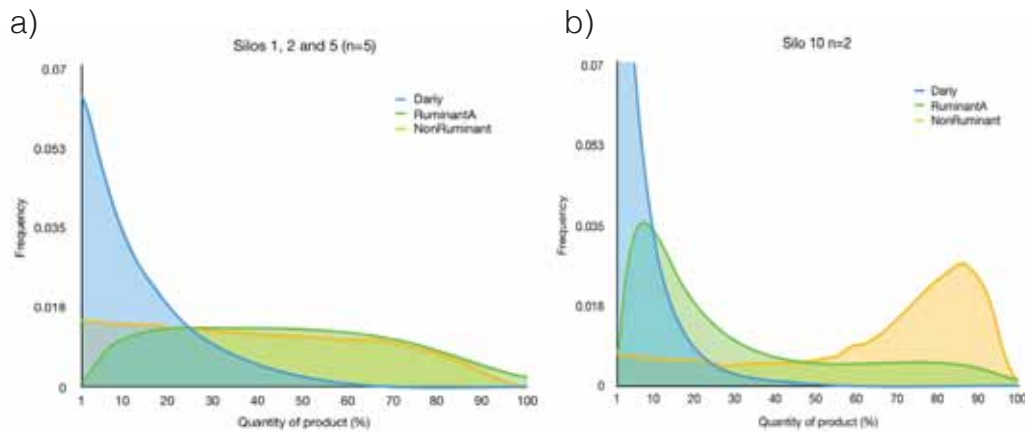 a)
Silos 1, 2 and 5 (n=5)
0.07
0.053
0.035
0.018
0
Frequency
Dariy
RuminantA
NonRuminant
1 10 20 30 40 50 60 70 80 90 100
Quantity of product (%)
b)
Silo 10 n=2
0.07
0.053
0.035
0.018
0
Frequency
Dariy
RuminantA
NonRuminant
1 10 20 30 40 50 60 70 80 90 100
Quantity of product (%)